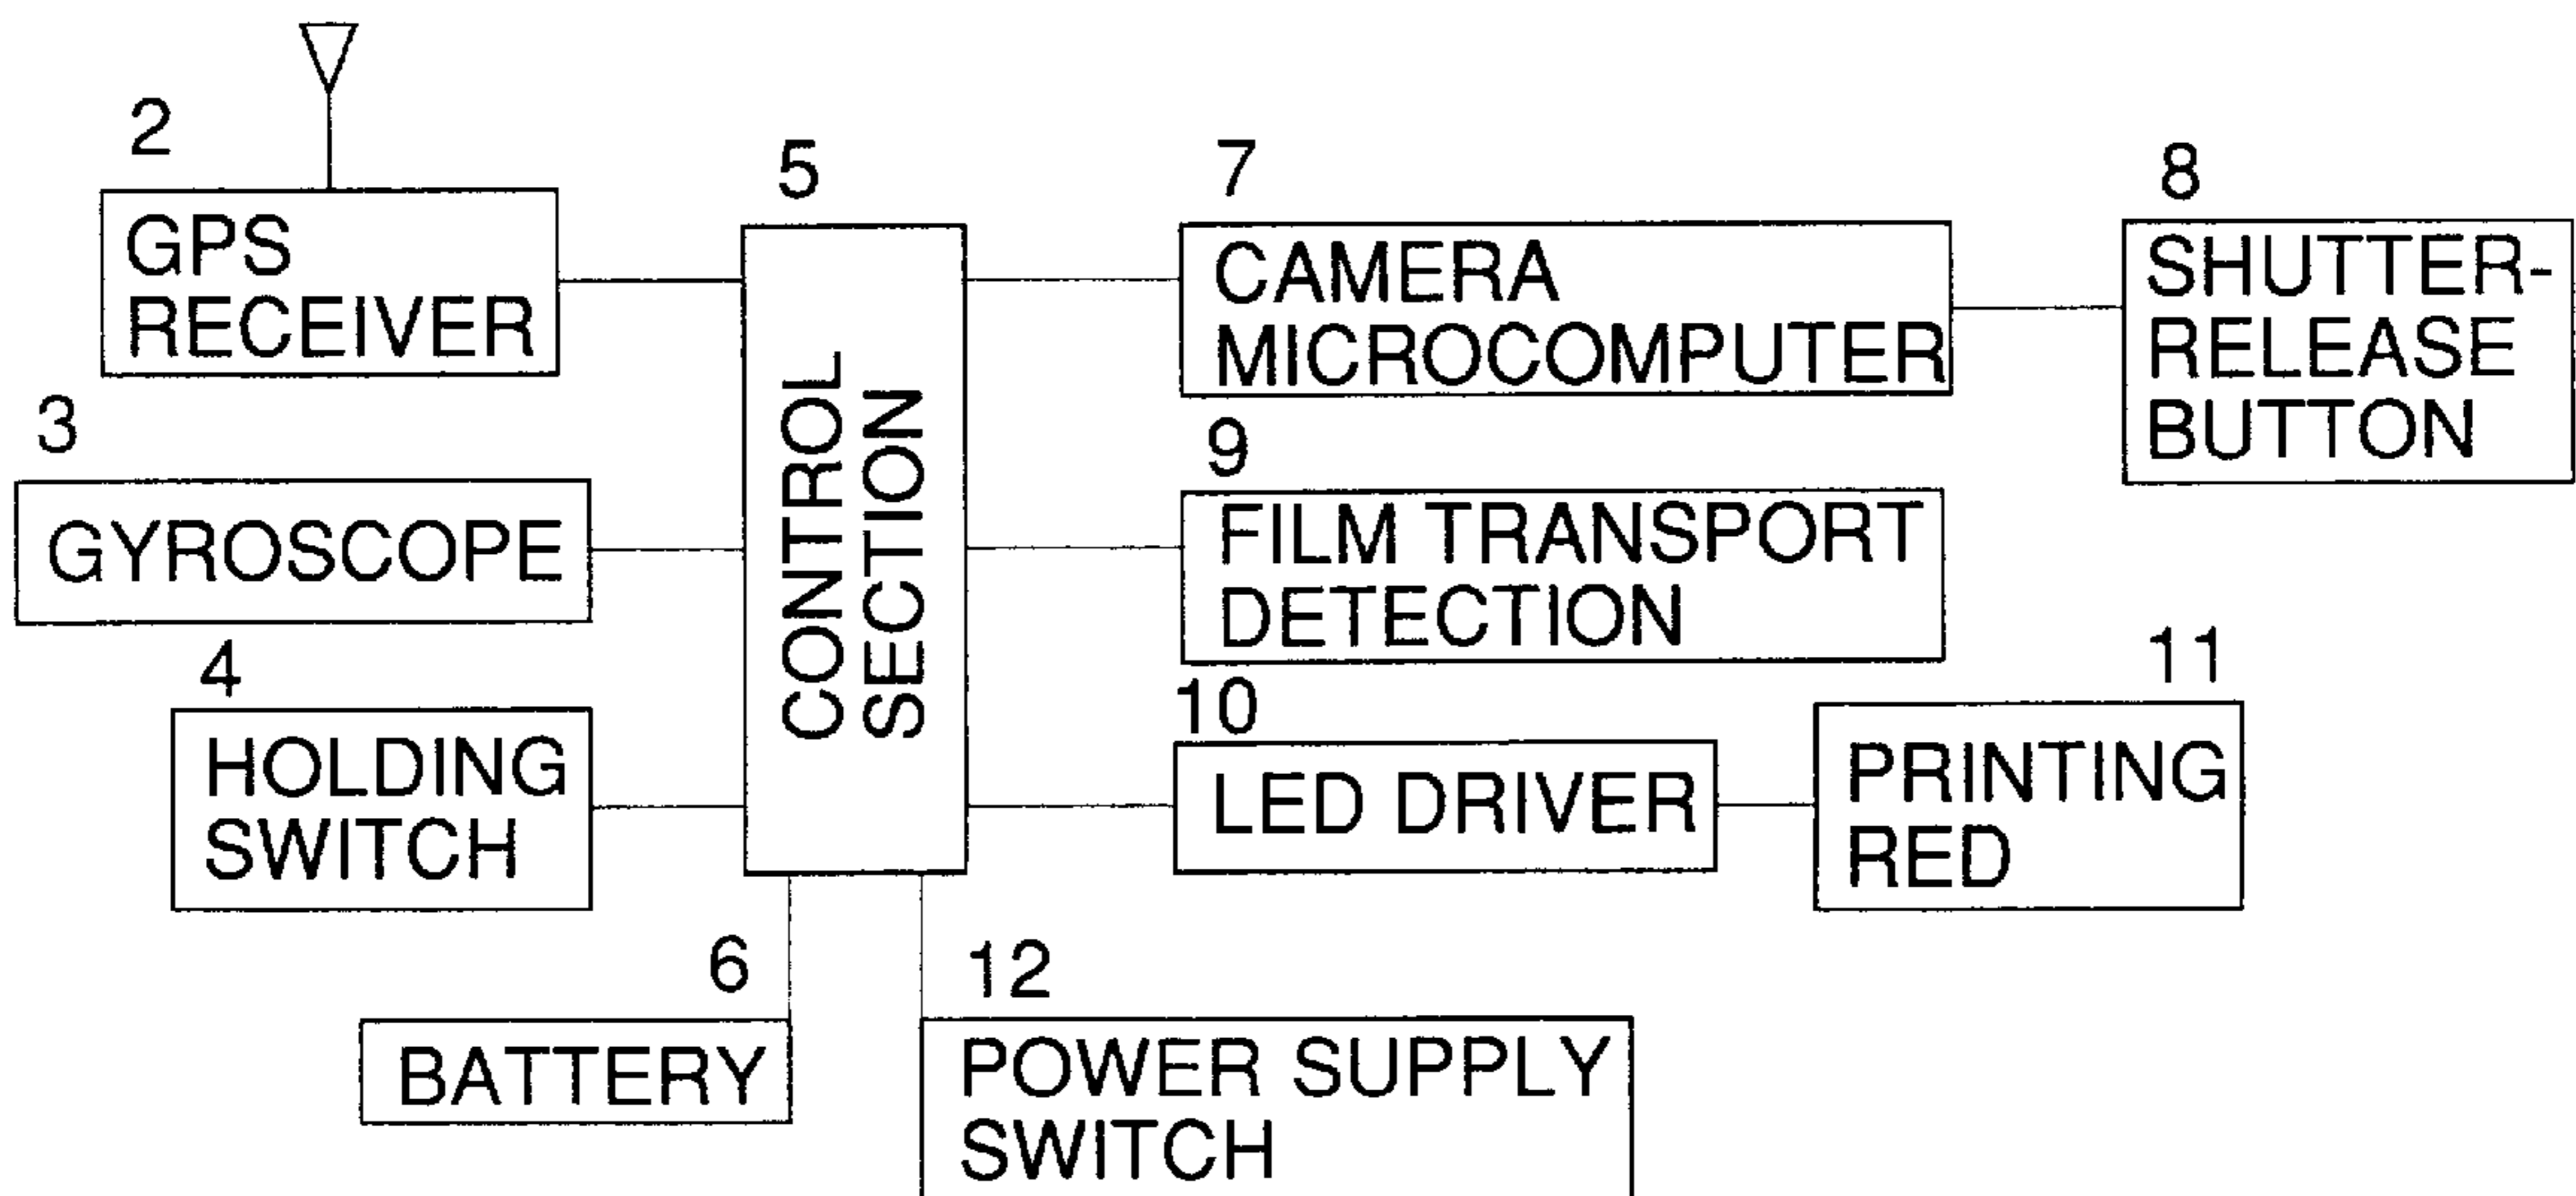 2
GPS
RECEIVER
3
GYROSCOPE
4
HOLDING
SWITCH
5
CONTROL
SECTION
6
BATTERY
7
CAMERA
MICROCOMPUTER
8
SHUTTER-
RELEASE
BUTTON
9
FILM TRANSPORT
DETECTION
10
LED DRIVER
11
PRINTING
RED
12
POWER SUPPLY
SWITCH